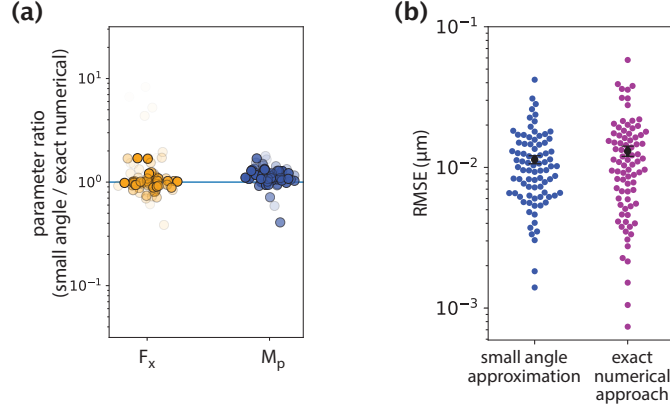 (a)
parameter ratio
(small angle / exact numerical)
10¹
10⁰
10⁻¹
Fₓ
Mₚ
(b)
RMSE (μm)
10⁻¹
10⁻²
10⁻³
small angle
approximation
exact
numerical
approach